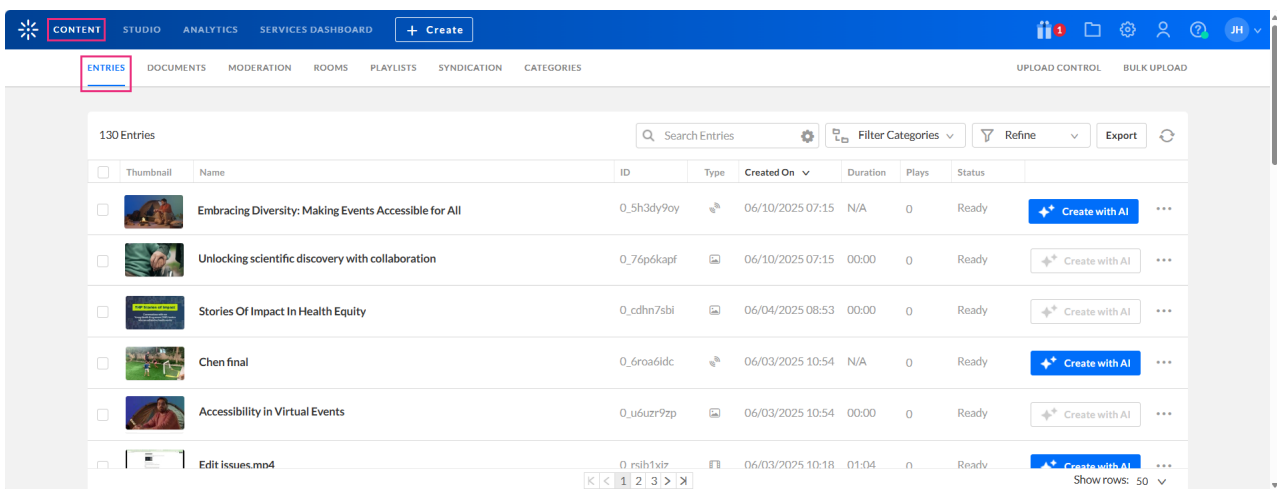 CONTENT STUDIO ANALYTICS SERVICES DASHBOARD + Create 1 JH
ENTRIES DOCUMENTS MODERATION ROOMS PLAYLISTS SYNDICATION CATEGORIES UPLOAD CONTROL BULK UPLOAD
130 Entries Search Entries Filter Categories Refine Export
Thumbnail Name ID Type Created On Duration Plays Status
Embracing Diversity: Making Events Accessible for All 0_5h3dy9oy 06/10/2025 07:15 N/A 0 Ready Create with AI
Unlocking scientific discovery with collaboration 0_76p6kapf 06/10/2025 07:15 00:00 0 Ready Create with AI
Stories Of Impact In Health Equity 0_cdhn7sbi 06/04/2025 08:53 00:00 0 Ready Create with AI
Chen final 0_6roa6idc 06/03/2025 10:54 N/A 0 Ready Create with AI
Accessibility in Virtual Events 0_u6uzr9zp 06/03/2025 10:54 00:00 0 Ready Create with AI
Edit issues.mp4 0_rsih1xiz 06/03/2025 10:18 01:04 0 Ready Create with AI
1 2 3 Show rows: 50